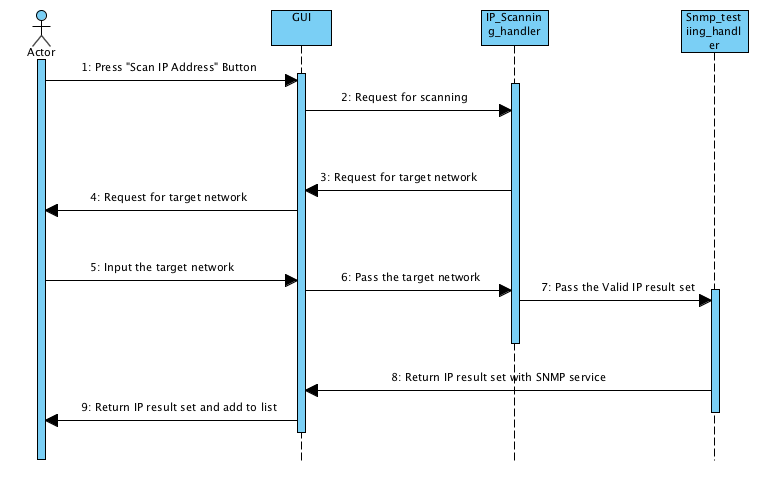 GUI
IP_Scannin
g_handler
Snmp_test
iing_handl
er
Actor
1: Press "Scan IP Address" Button
2: Request for scanning
3: Request for target network
4: Request for target network
5: Input the target network
6: Pass the target network
7: Pass the Valid IP result set
8: Return IP result set with SNMP service
9: Return IP result set and add to list